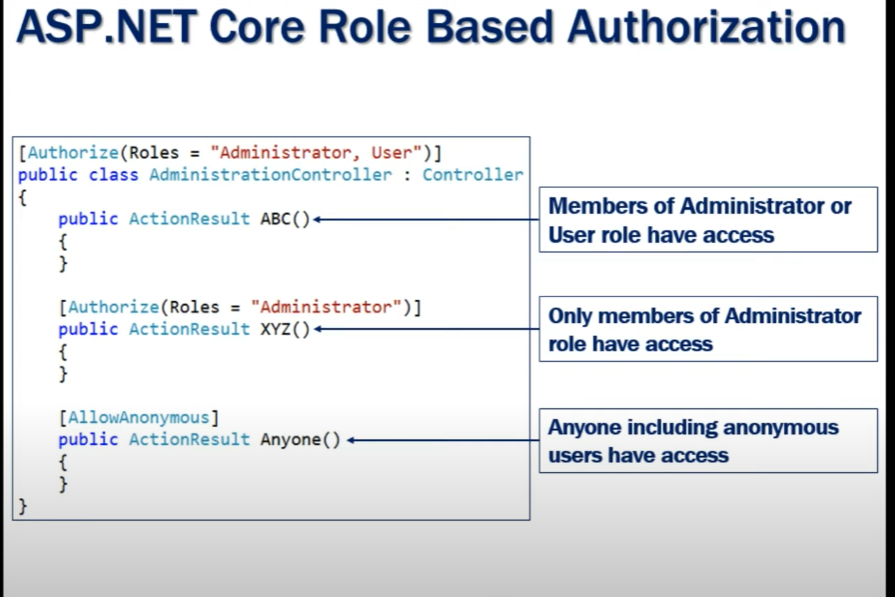 ASP.NET Core Role Based Authorization
[Authorize(Roles = "Administrator, User")]
public class AdministrationController : Controller
{
public ActionResult ABC()
{
}
[Authorize(Roles = "Administrator")]
public ActionResult XYZ()
{
}
[AllowAnonymous]
public ActionResult Anyone()
{
}
}
Members of Administrator or
User role have access
Only members of Administrator
role have access
Anyone including anonymous
users have access